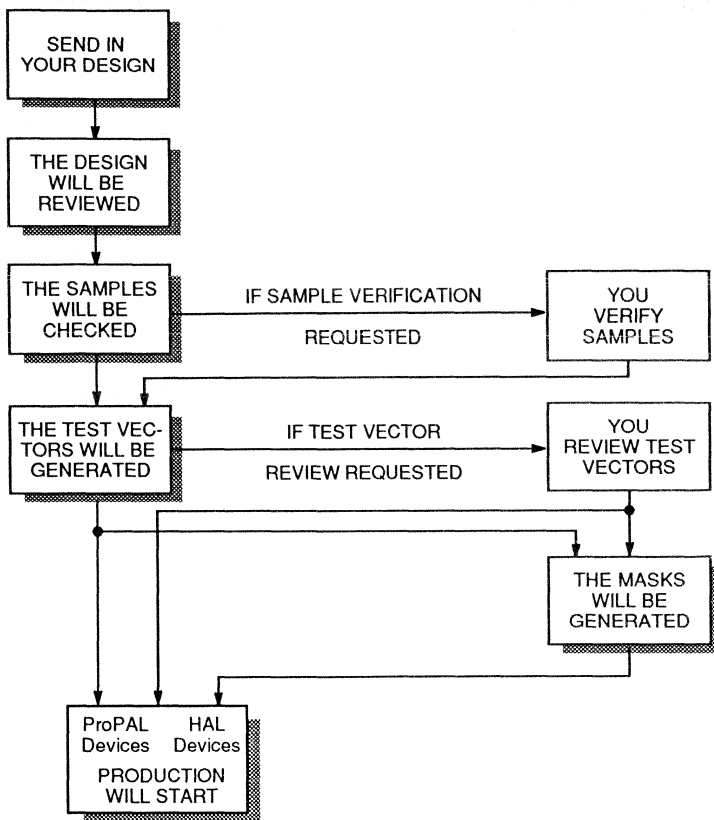 SEND IN
YOUR DESIGN
THE DESIGN
WILL BE
REVIEWED
THE SAMPLES
WILL BE
CHECKED
IF SAMPLE VERIFICATION
REQUESTED
YOU
VERIFY
SAMPLES
THE TEST VEC-
TORS WILL BE
GENERATED
IF TEST VECTOR
REVIEW REQUESTED
YOU
REVIEW TEST
VECTORS
THE MASKS
WILL BE
GENERATED
ProPAL
Devices
HAL
Devices
PRODUCTION
WILL START